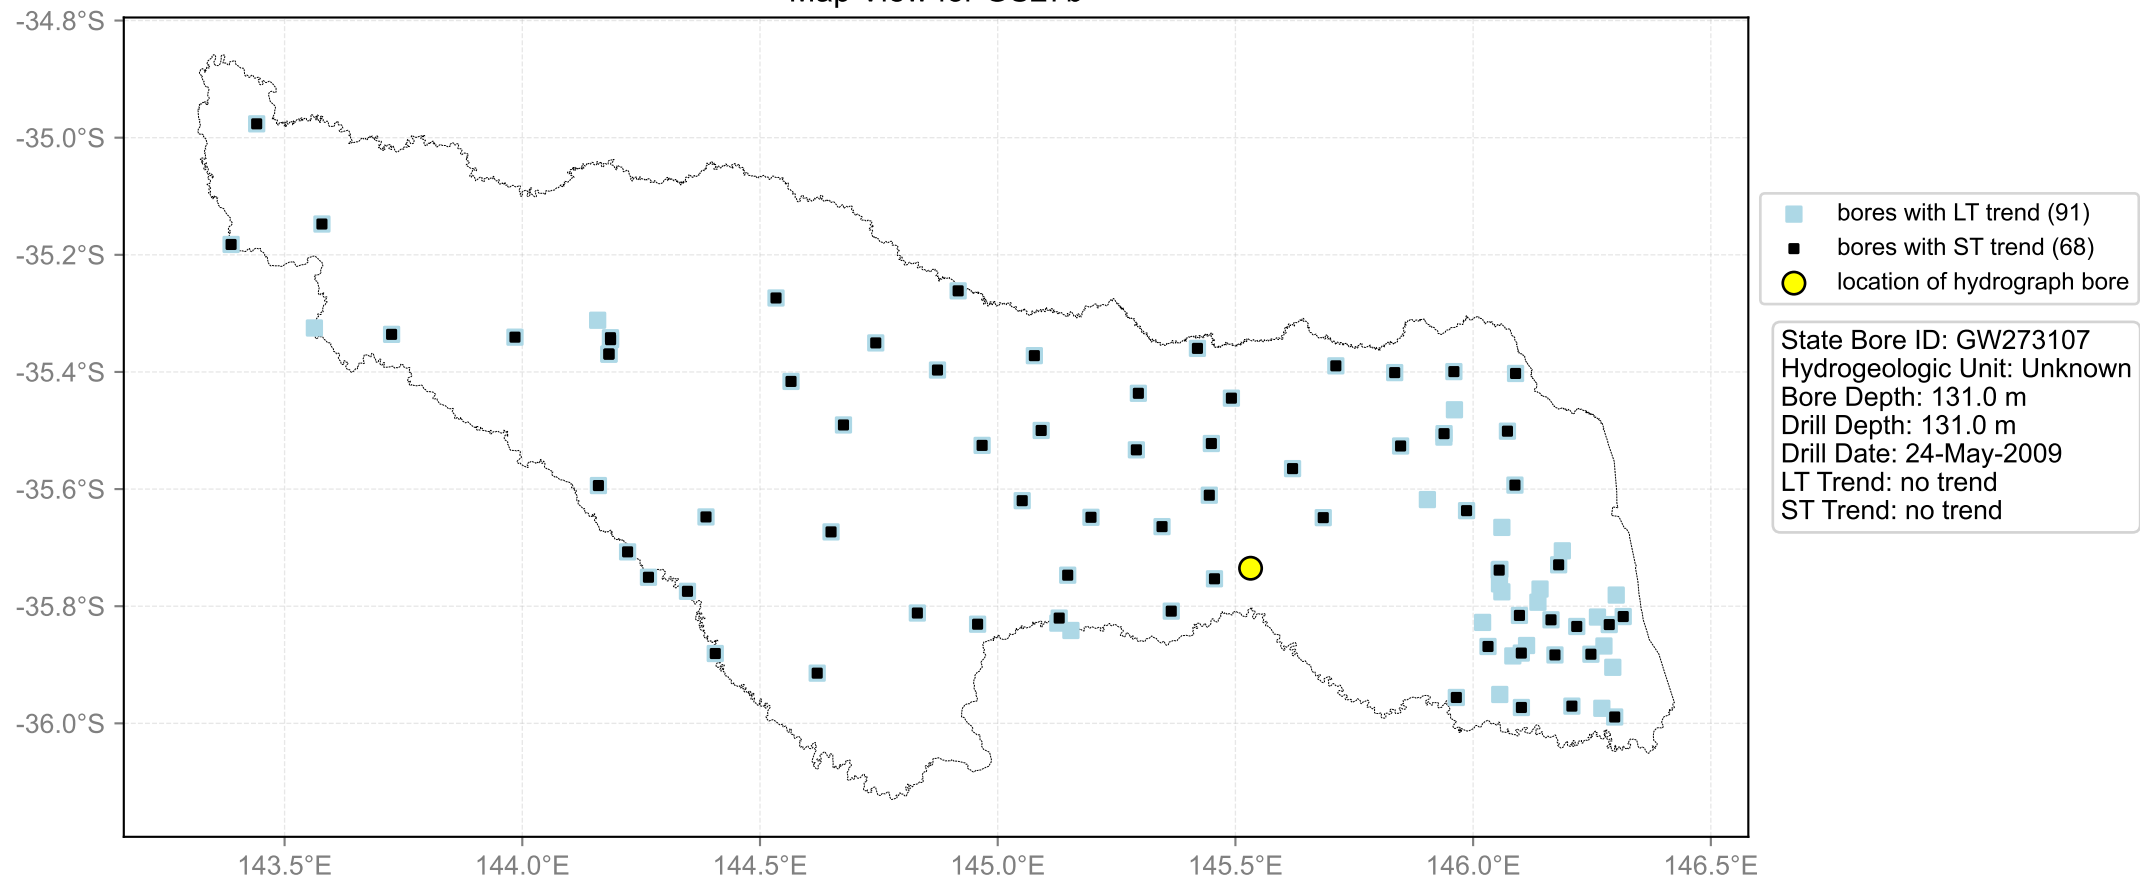 -34.8°S
-35.0°S
-35.2°S
-35.4°S
-35.6°S
-35.8°S
-36.0°S
143.5°E
144.0°E
144.5°E
145.0°E
145.5°E
146.0°E
146.5°E
bores with LT trend (91)
bores with ST trend (68)
location of hydrograph bore
State Bore ID: GW273107
Hydrogeologic Unit: Unknown
Bore Depth: 131.0 m
Drill Depth: 131.0 m
Drill Date: 24-May-2009
LT Trend: no trend
ST Trend: no trend